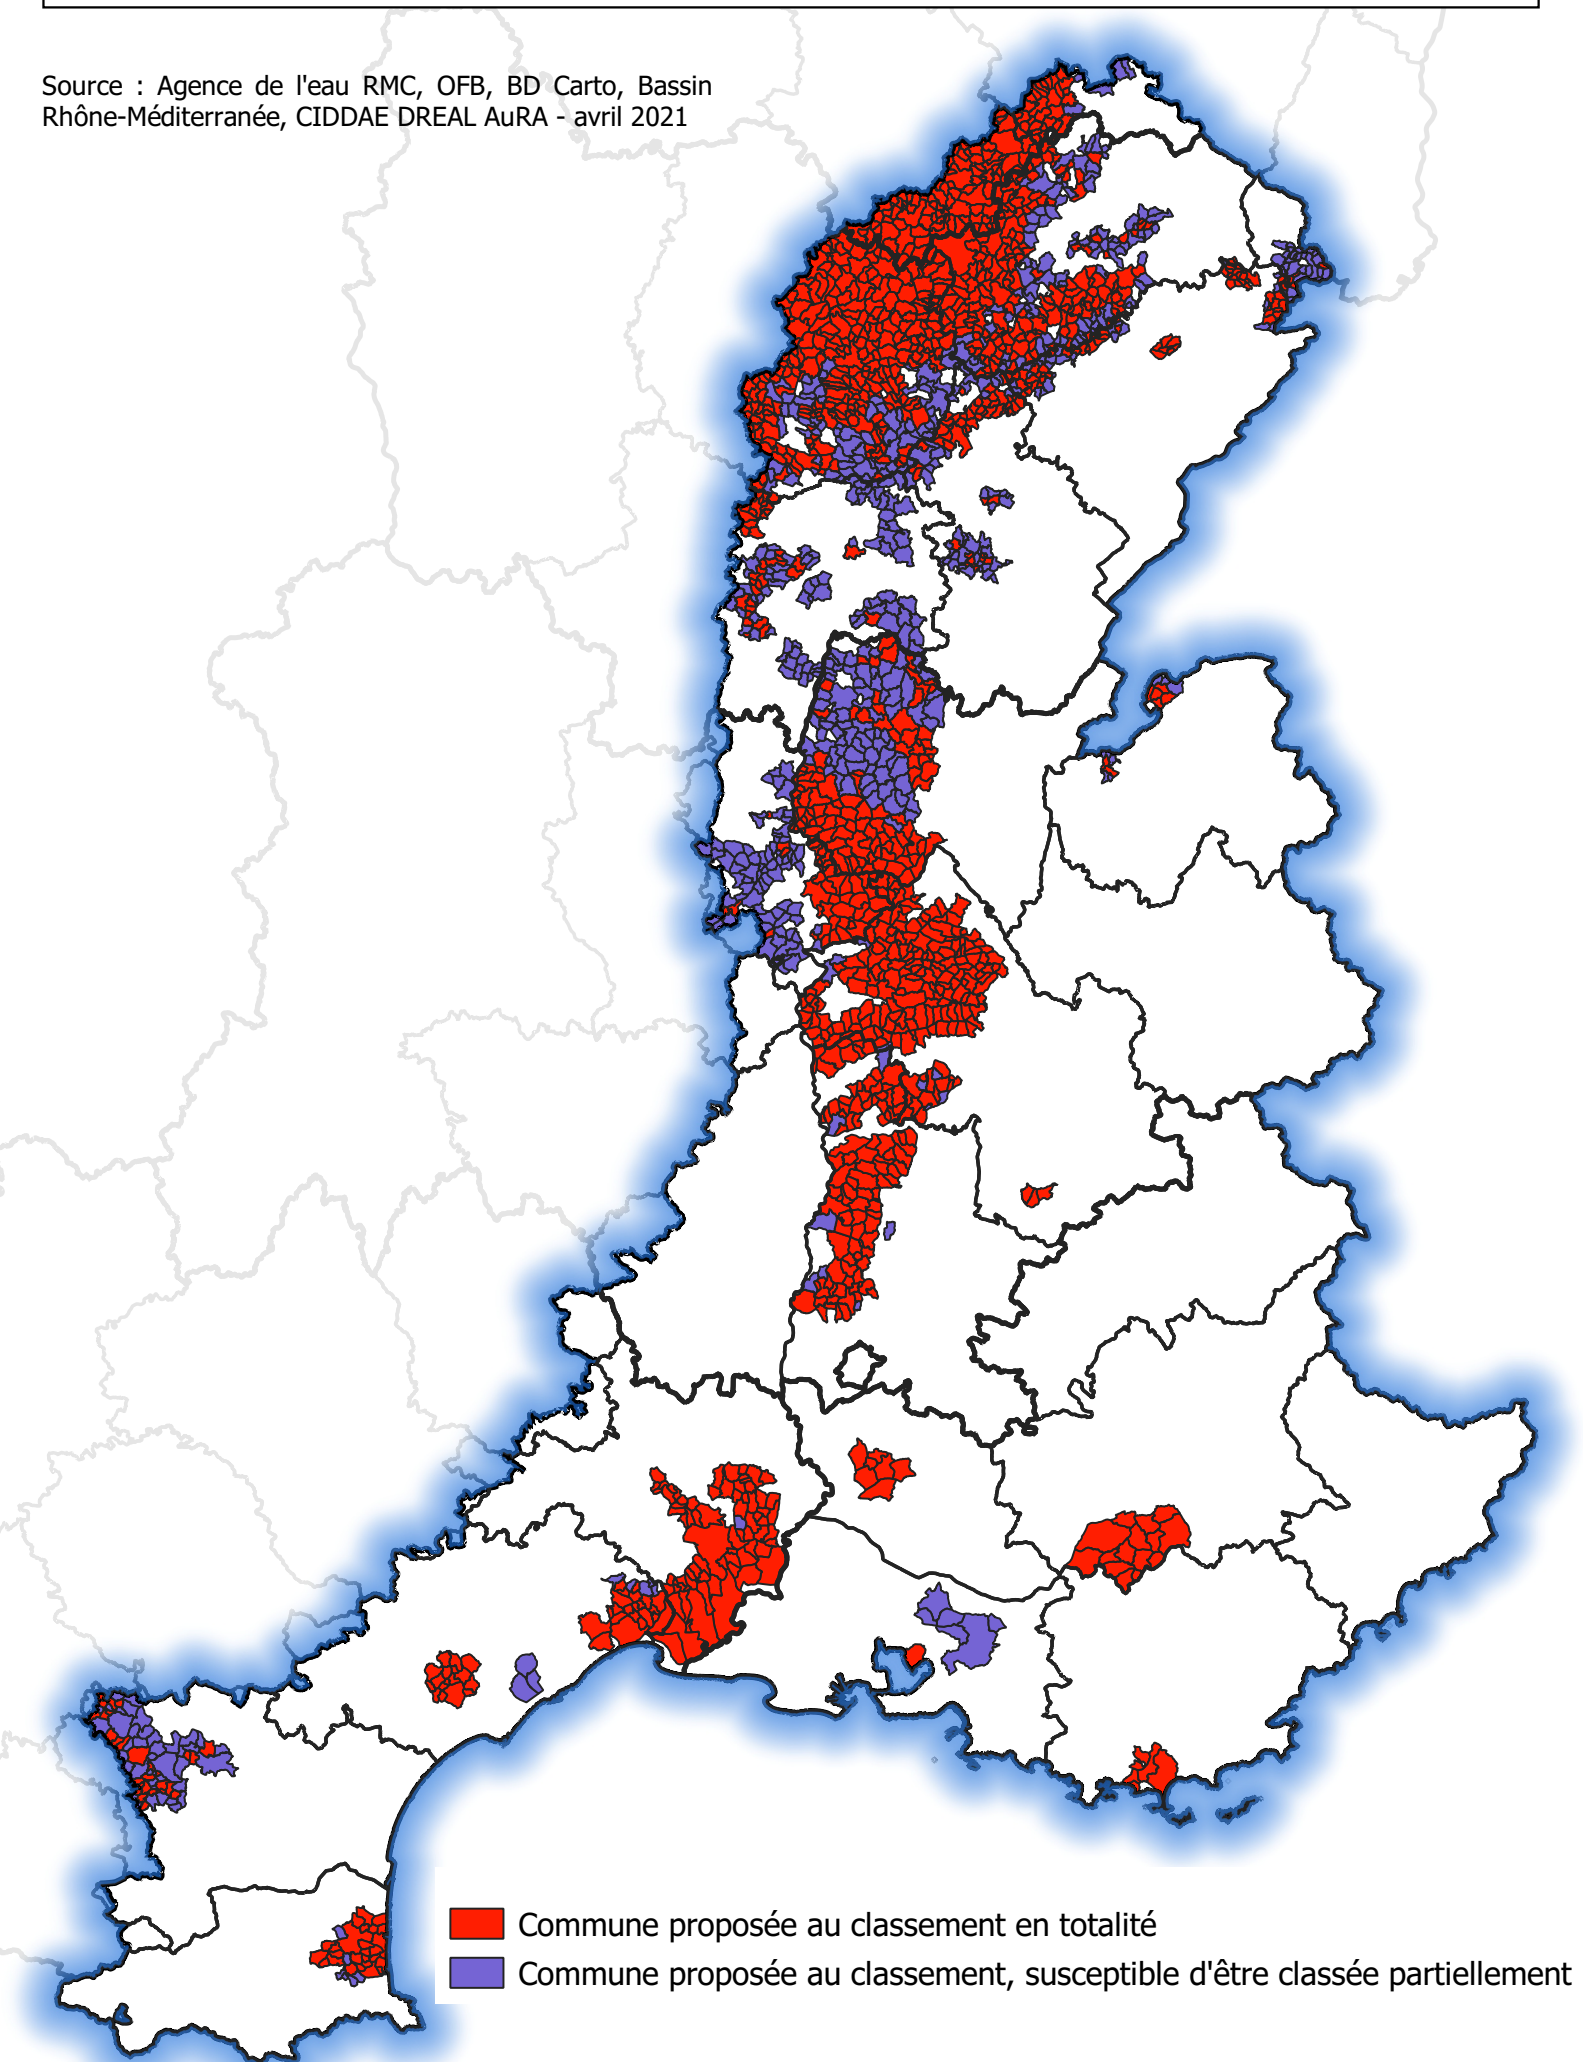 Source : Agence de l'eau RMC, OFB, BD Carto, Bassin
Rhône-Méditerranée, CIDDAE DREAL AuRA - avril 2021
Commune proposée au classement en totalité
Commune proposée au classement, susceptible d'être classée partiellement